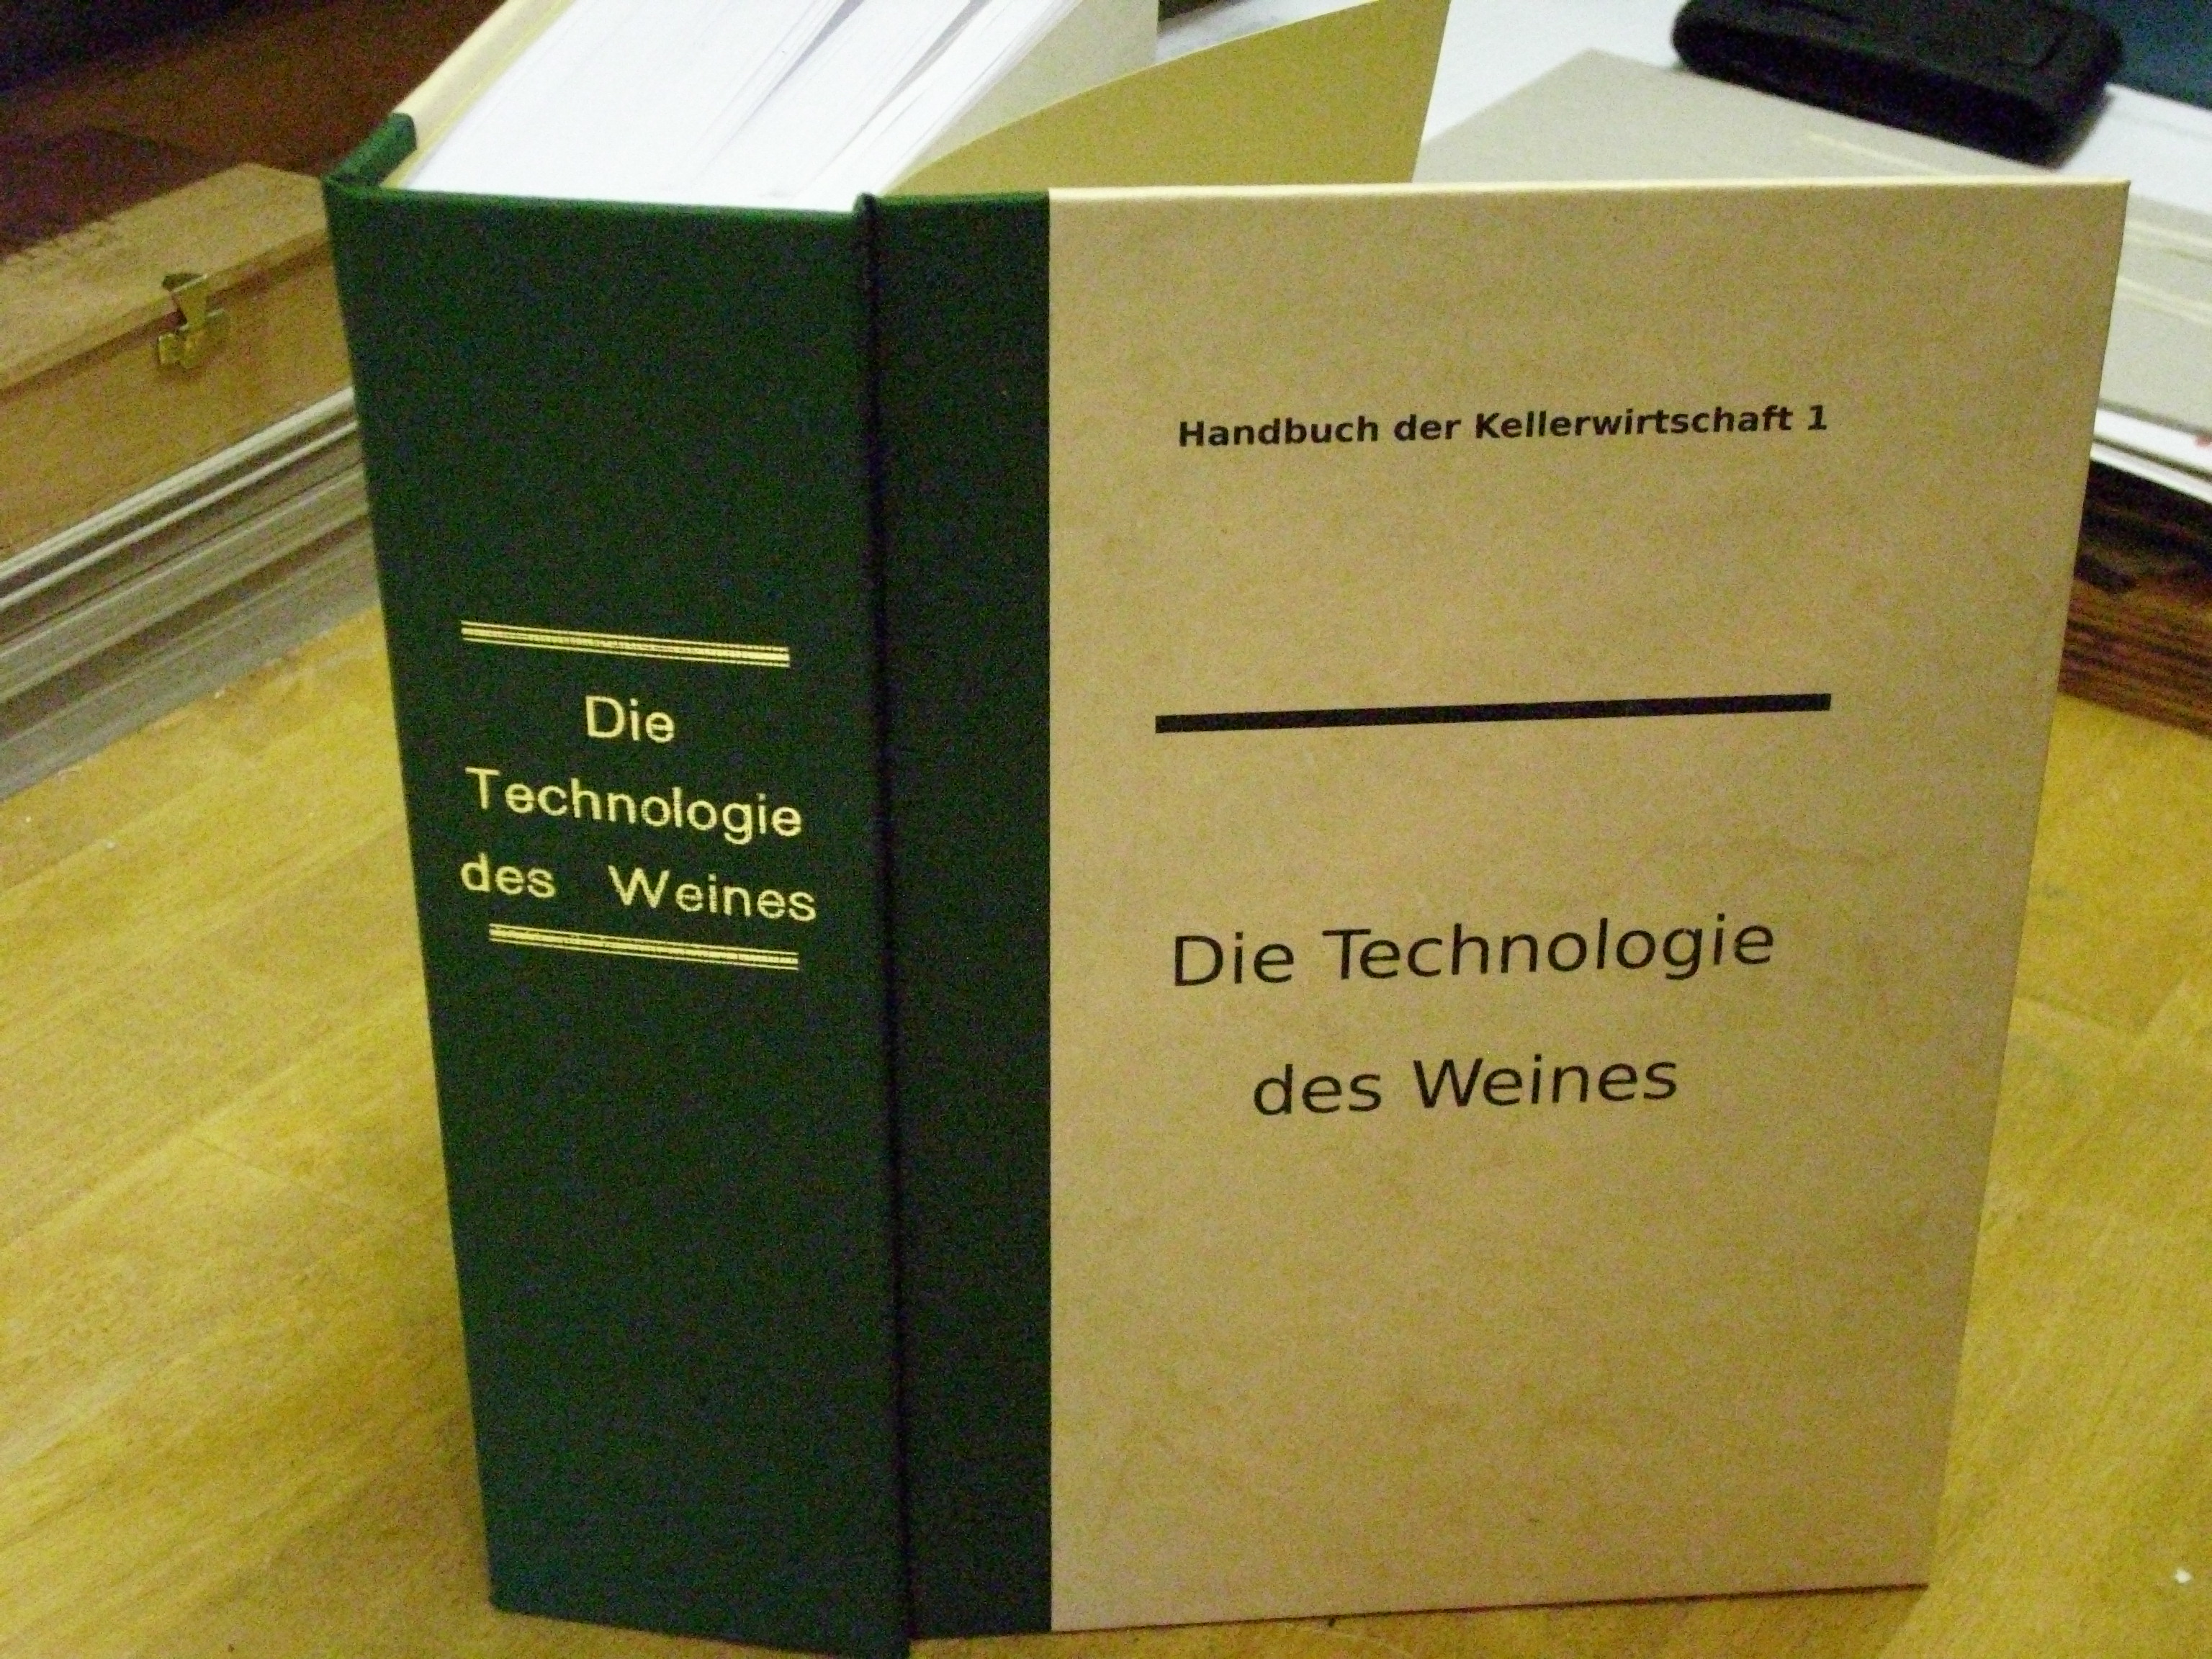 Die
Technologie
des Weines
Handbuch der Kellerwirtschaft 1
Die Technologie
des Weines